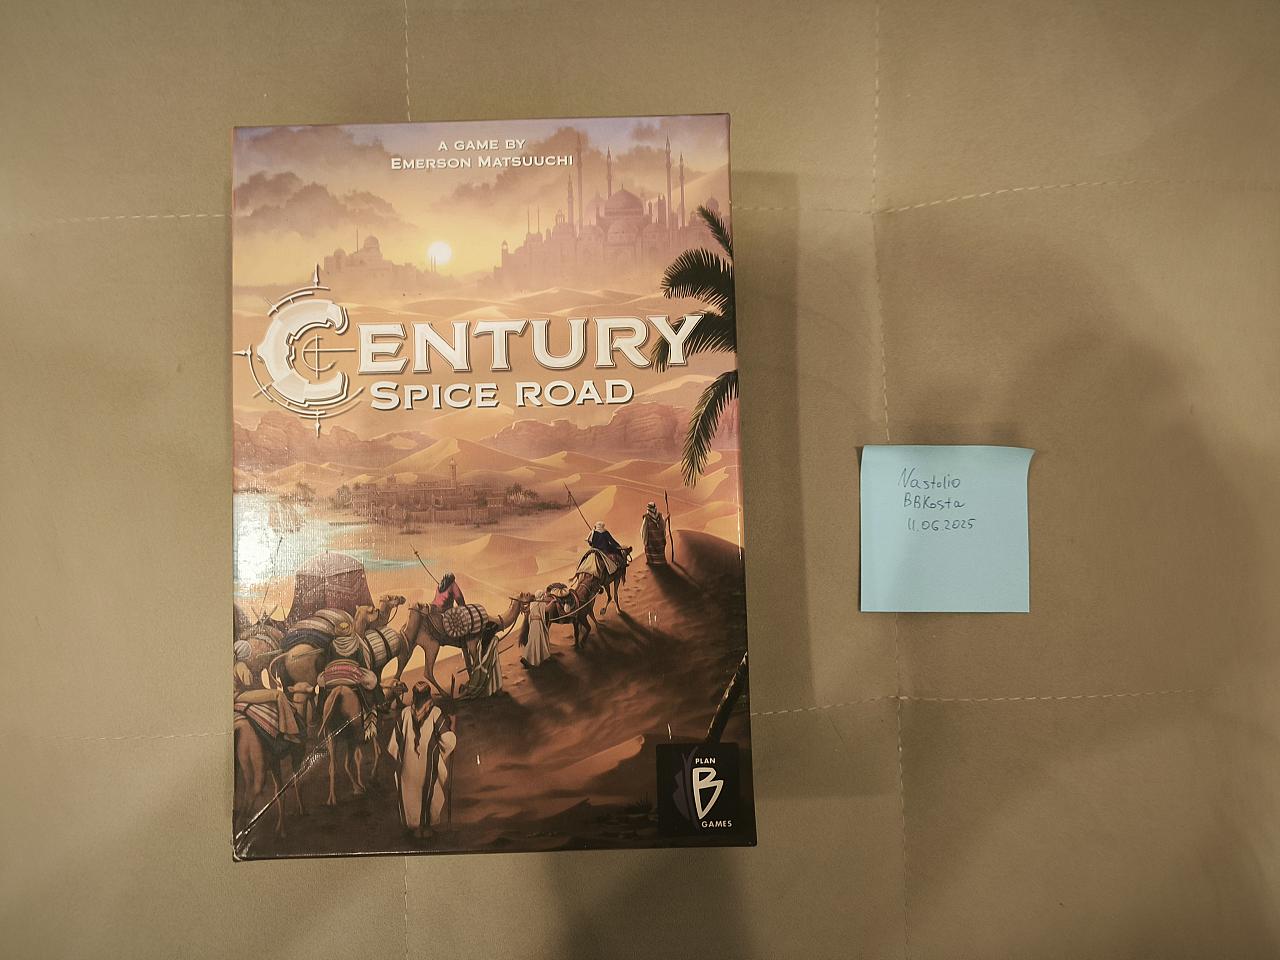 A GAME BY
EMERSON MATSUUCHI
CENTURY
SPICE ROAD
PLAN
B
GAMES
Nastolio
BBKosta
11.06.2025